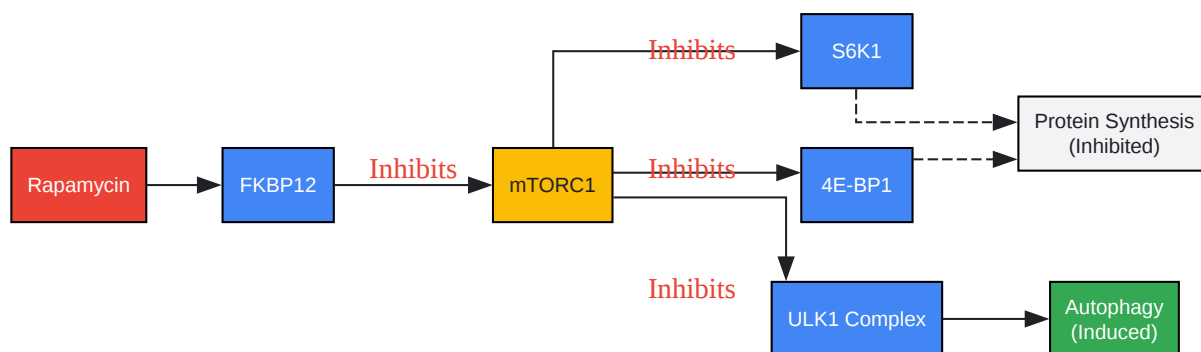 Inhibits
S6K1
Protein Synthesis
(Inhibited)
Rapamycin
FKBP12
Inhibits
mTORC1
Inhibits
4E-BP1
Inhibits
ULK1 Complex
Autophagy
(Induced)